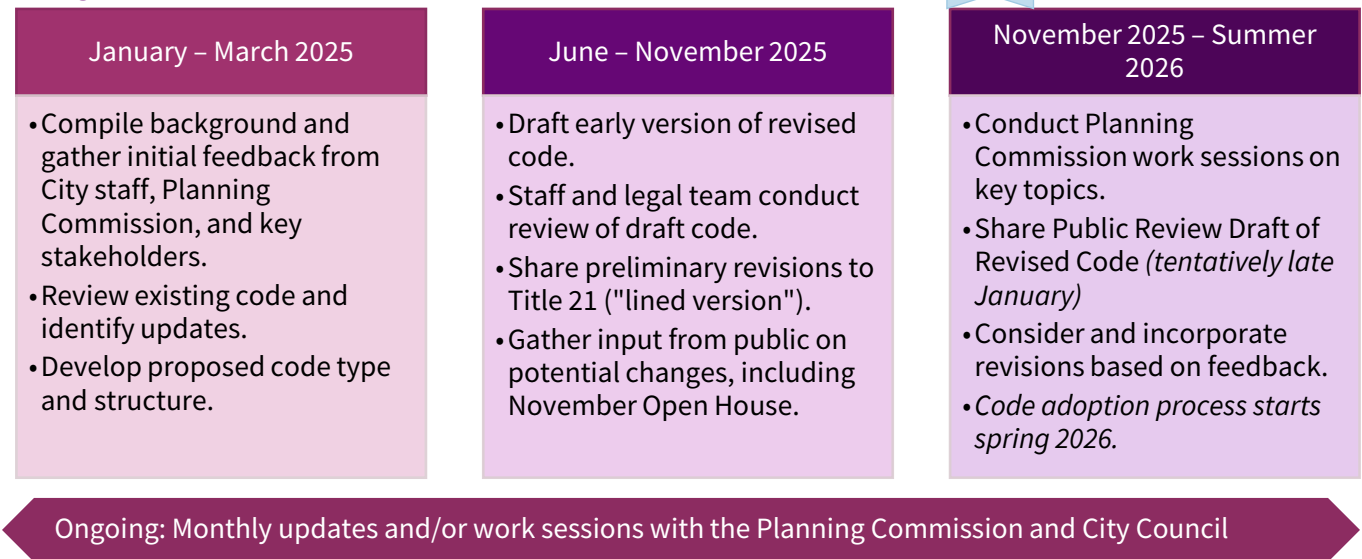 January – March 2025
•Compile background and
gather initial feedback from
City staff, Planning
Commission, and key
stakeholders.
•Review existing code and
identify updates.
•Develop proposed code type
and structure.
June – November 2025
•Draft early version of revised
code.
•Staff and legal team conduct
review of draft code.
•Share preliminary revisions to
Title 21 ("lined version").
•Gather input from public on
potential changes, including
November Open House.
November 2025 – Summer
2026
•Conduct Planning
Commission work sessions on
key topics.
•Share Public Review Draft of
Revised Code (tentatively late
January)
•Consider and incorporate
revisions based on feedback.
•Code adoption process starts
spring 2026.
Ongoing: Monthly updates and/or work sessions with the Planning Commission and City Council